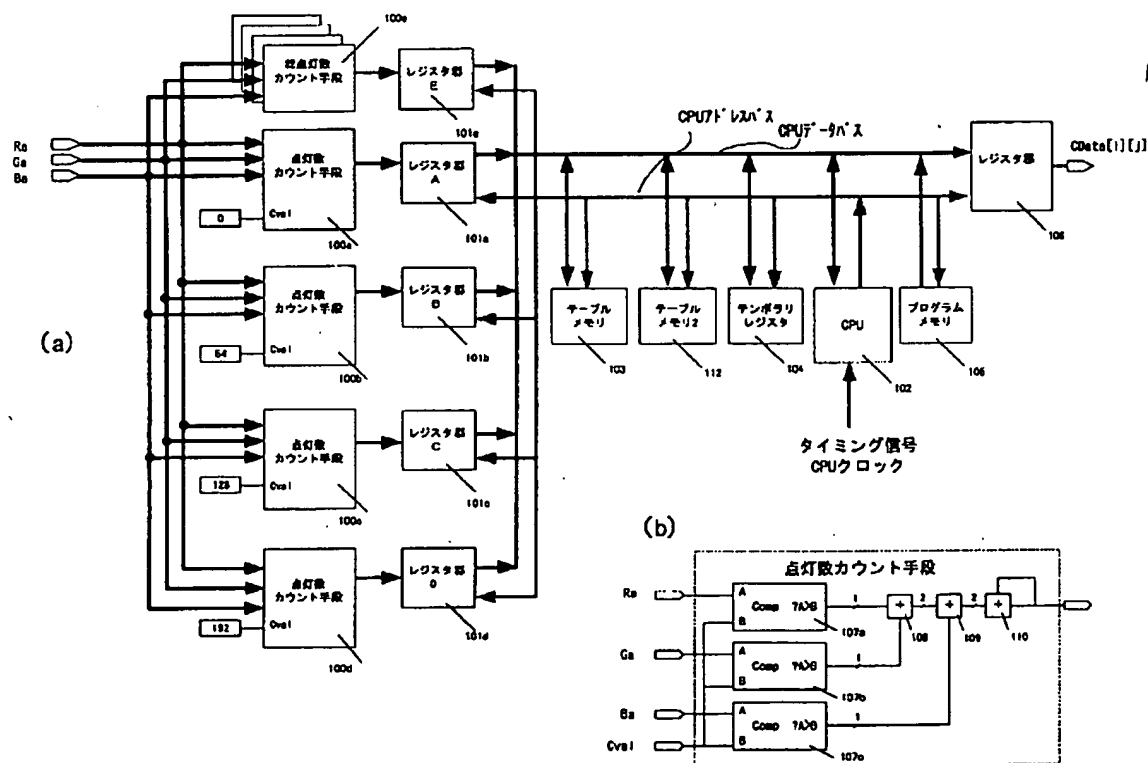 100e
総点灯数
カウント手段
レジスタ部
E
101e
Ra
Ga
Ba
点灯数
カウント手段
Cval
0
100a
レジスタ部
A
101a
CPUアドレスバス
CPUデータバス
レジスタ部
106
CData[i][j]
(a)
点灯数
カウント手段
Cval
64
100b
レジスタ部
B
101b
テーブル
メモリ
103
テーブル
メモリ2
112
テンポラリ
レジスタ
104
CPU
102
プログラム
メモリ
105
タイミング信号
CPUクロック
点灯数
カウント手段
Cval
128
100c
レジスタ部
C
101c
点灯数
カウント手段
Cval
192
100d
レジスタ部
D
101d
(b)
点灯数カウント手段
Ra
A
B
Comp ?A>B
107a
1
+
108
2
+
109
2
+
110
Ga
A
B
Comp ?A>B
107b
1
Ba
Cval
A
B
Comp ?A>B
107c
1